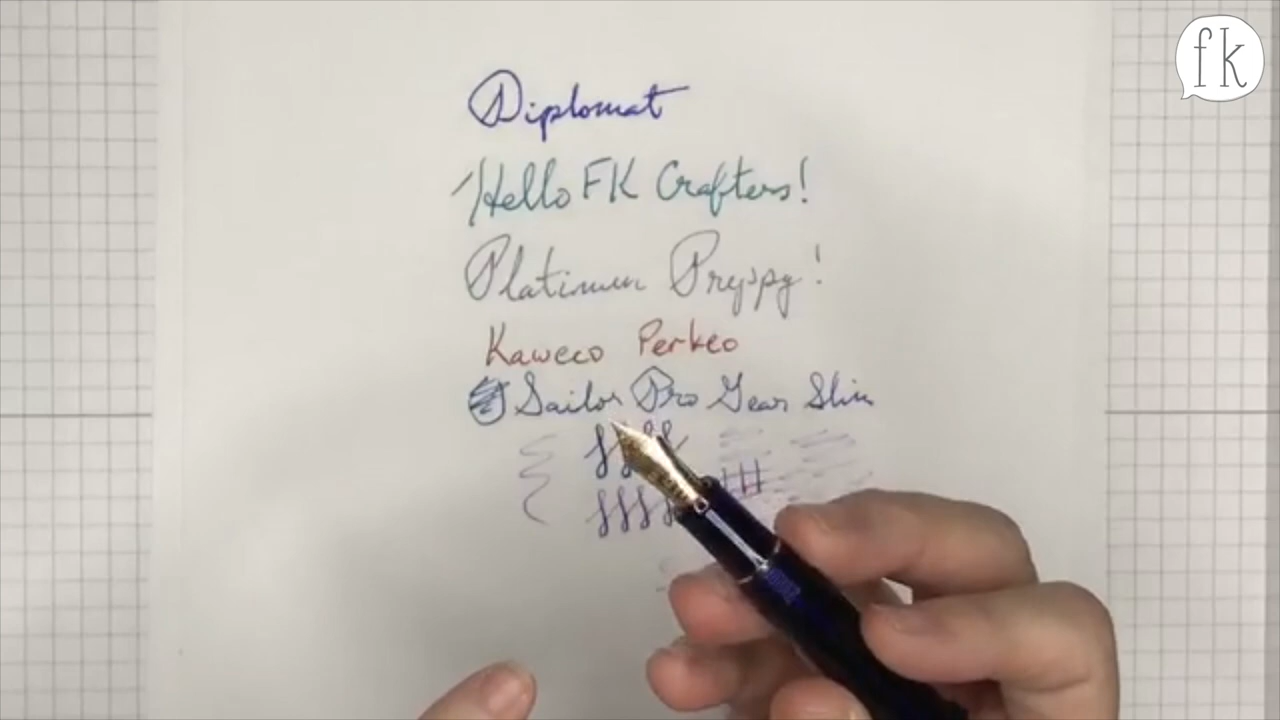 fk
Diplomat
Hello FK Crafters!
Platinum Preppy!
Kaweco Perkeo
Sailor Pro Gear Slim